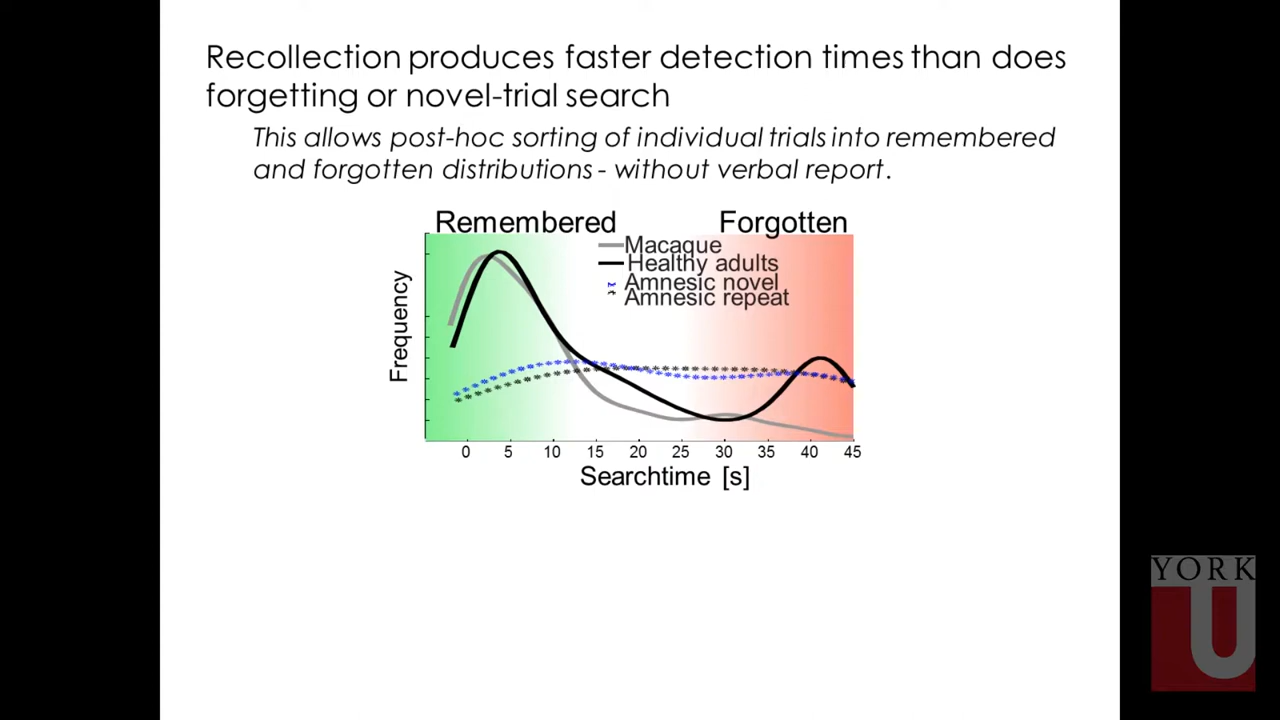 Recollection produces faster detection times than does
forgetting or novel-trial search
This allows post-hoc sorting of individual trials into remembered
and forgotten distributions - without verbal report.
Remembered
Forgotten
Macaque
Healthy adults
Amnesic novel
Amnesic repeat
Frequency
0 5 10 15 20 25 30 35 40 45
Searchtime [s]
YORK
U